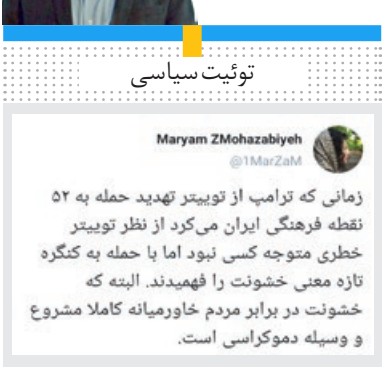 توئیت سیاسی
Maryam ZMohazabiyeh
@1MarZaM
زمانی که ترامپ از توییتر تهدید حمله به ۵۲
نقطه فرهنگی ایران می‌کرد از نظر توییتر
خطری متوجه کسی نبود اما با حمله به کنگره
تازه معنی خشونت را فهمیدند. البته که
خشونت در برابر مردم خاورمیانه کاملا مشروع
و وسیله دموکراسی است.